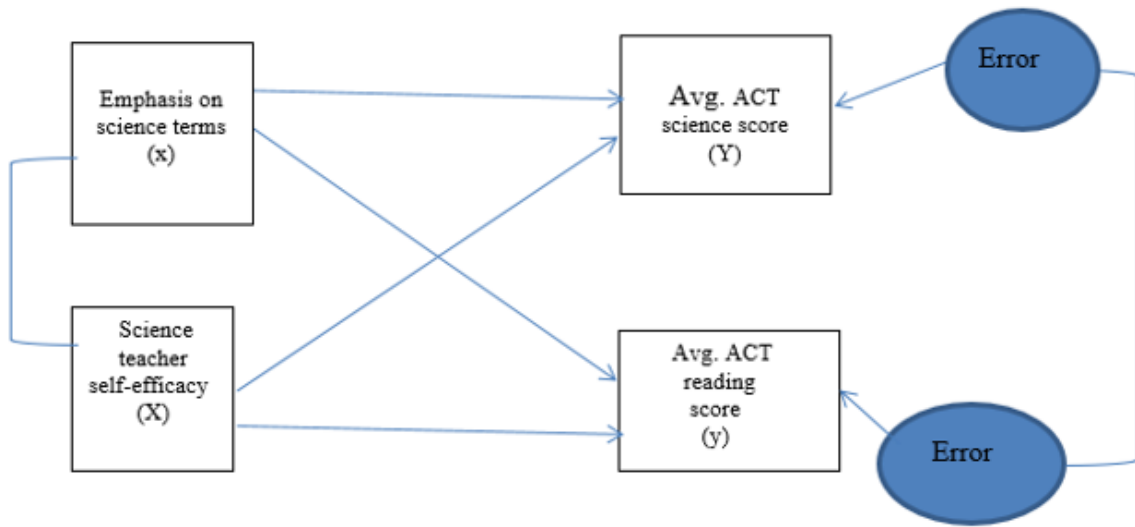 Emphasis on
science terms
(x)
Avg. ACT
science score
(Y)
Error
Science
teacher
self-efficacy
(X)
Avg. ACT
reading
score
(y)
Error